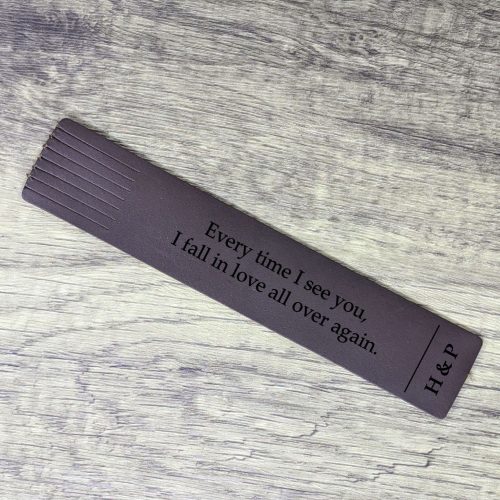 Every time I see you,
I fall in love all over again.
H & P